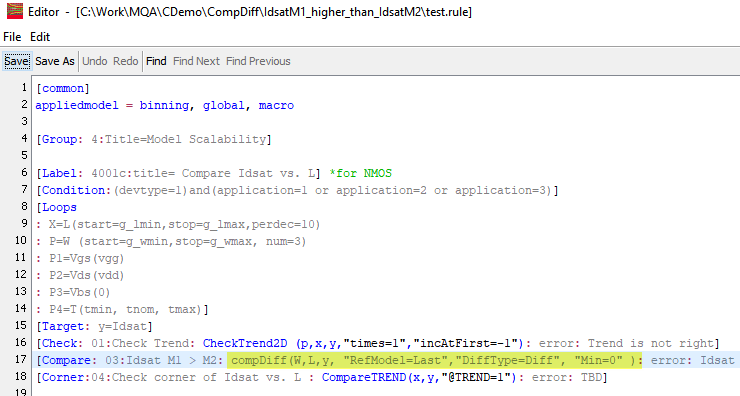 Editor - [C:\Work\MQA\CDemo\CompDiff\IdsatM1_higher_than_IdsatM2\test.rule]
File Edit
Save Save As Undo Redo Find Find Next Find Previous
1 [common]
2 appliedmodel = binning, global, macro
3
4 [Group: 4:Title=Model Scalability]
5
6 [Label: 4001c:title= Compare Idsat vs. L] *for NMOS
7 [Condition:(devtype=1)and(application=1 or application=2 or application=3)]
8 [Loops
9 : X=L(start=g_lmin,stop=g_lmax,perdec=10)
10 : P=W (start=g_wmin,stop=g_wmax, num=3)
11 : P1=Vgs(vgg)
12 : P2=Vds(vdd)
13 : P3=Vbs(0)
14 : P4=T(tmin, tnom, tmax)]
15 [Target: y=Idsat]
16 [Check: 01:Check Trend: CheckTrend2D (p,x,y,"times=1","incAtFirst=-1"): error: Trend is not right]
17 [Compare: 03:Idsat M1 > M2: compDiff(W,L,y, "RefModel=Last","DiffType=Diff", "Min=0" ): error: Idsat
18 [Corner:04:Check corner of Idsat vs. L : CompareTREND(x,y,"@TREND=1"): error: TBD]
19